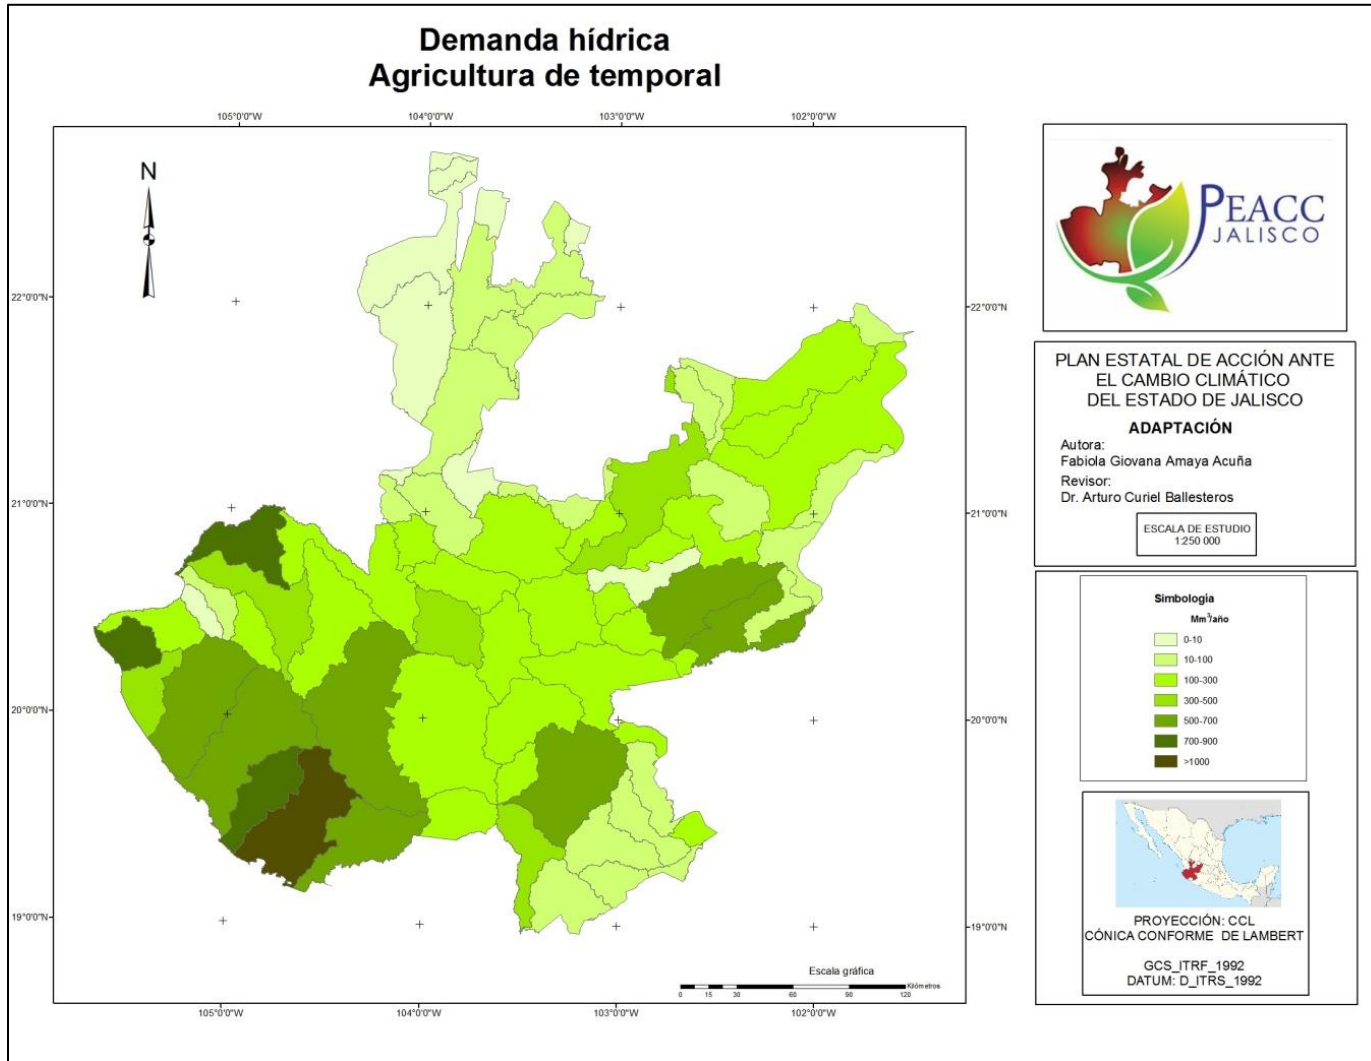 Demanda hídrica
Agricultura de temporal
105°0'0"W
104°0'0"W
103°0'0"W
102°0'0"W
N
22°0'0"N
22°0'0"N
21°0'0"N
21°0'0"N
20°0'0"N
20°0'0"N
19°0'0"N
19°0'0"N
Escala gráfica
0 15 30 60 90 120 Kilómetros
105°0'0"W
104°0'0"W
103°0'0"W
102°0'0"W
PEACC
JALISCO
PLAN ESTATAL DE ACCIÓN ANTE
EL CAMBIO CLIMÁTICO
DEL ESTADO DE JALISCO
ADAPTACIÓN
Autora:
Fabiola Giovana Amaya Acuña
Revisor:
Dr. Arturo Curiel Ballesteros
ESCALA DE ESTUDIO
1:250 000
Simbología
Mm³/año
0-10
10-100
100-300
300-500
500-700
700-900
>1000
PROYECCIÓN: CCL
CÓNICA CONFORME DE LAMBERT
GCS_ITRF_1992
DATUM: D_ITRS_1992